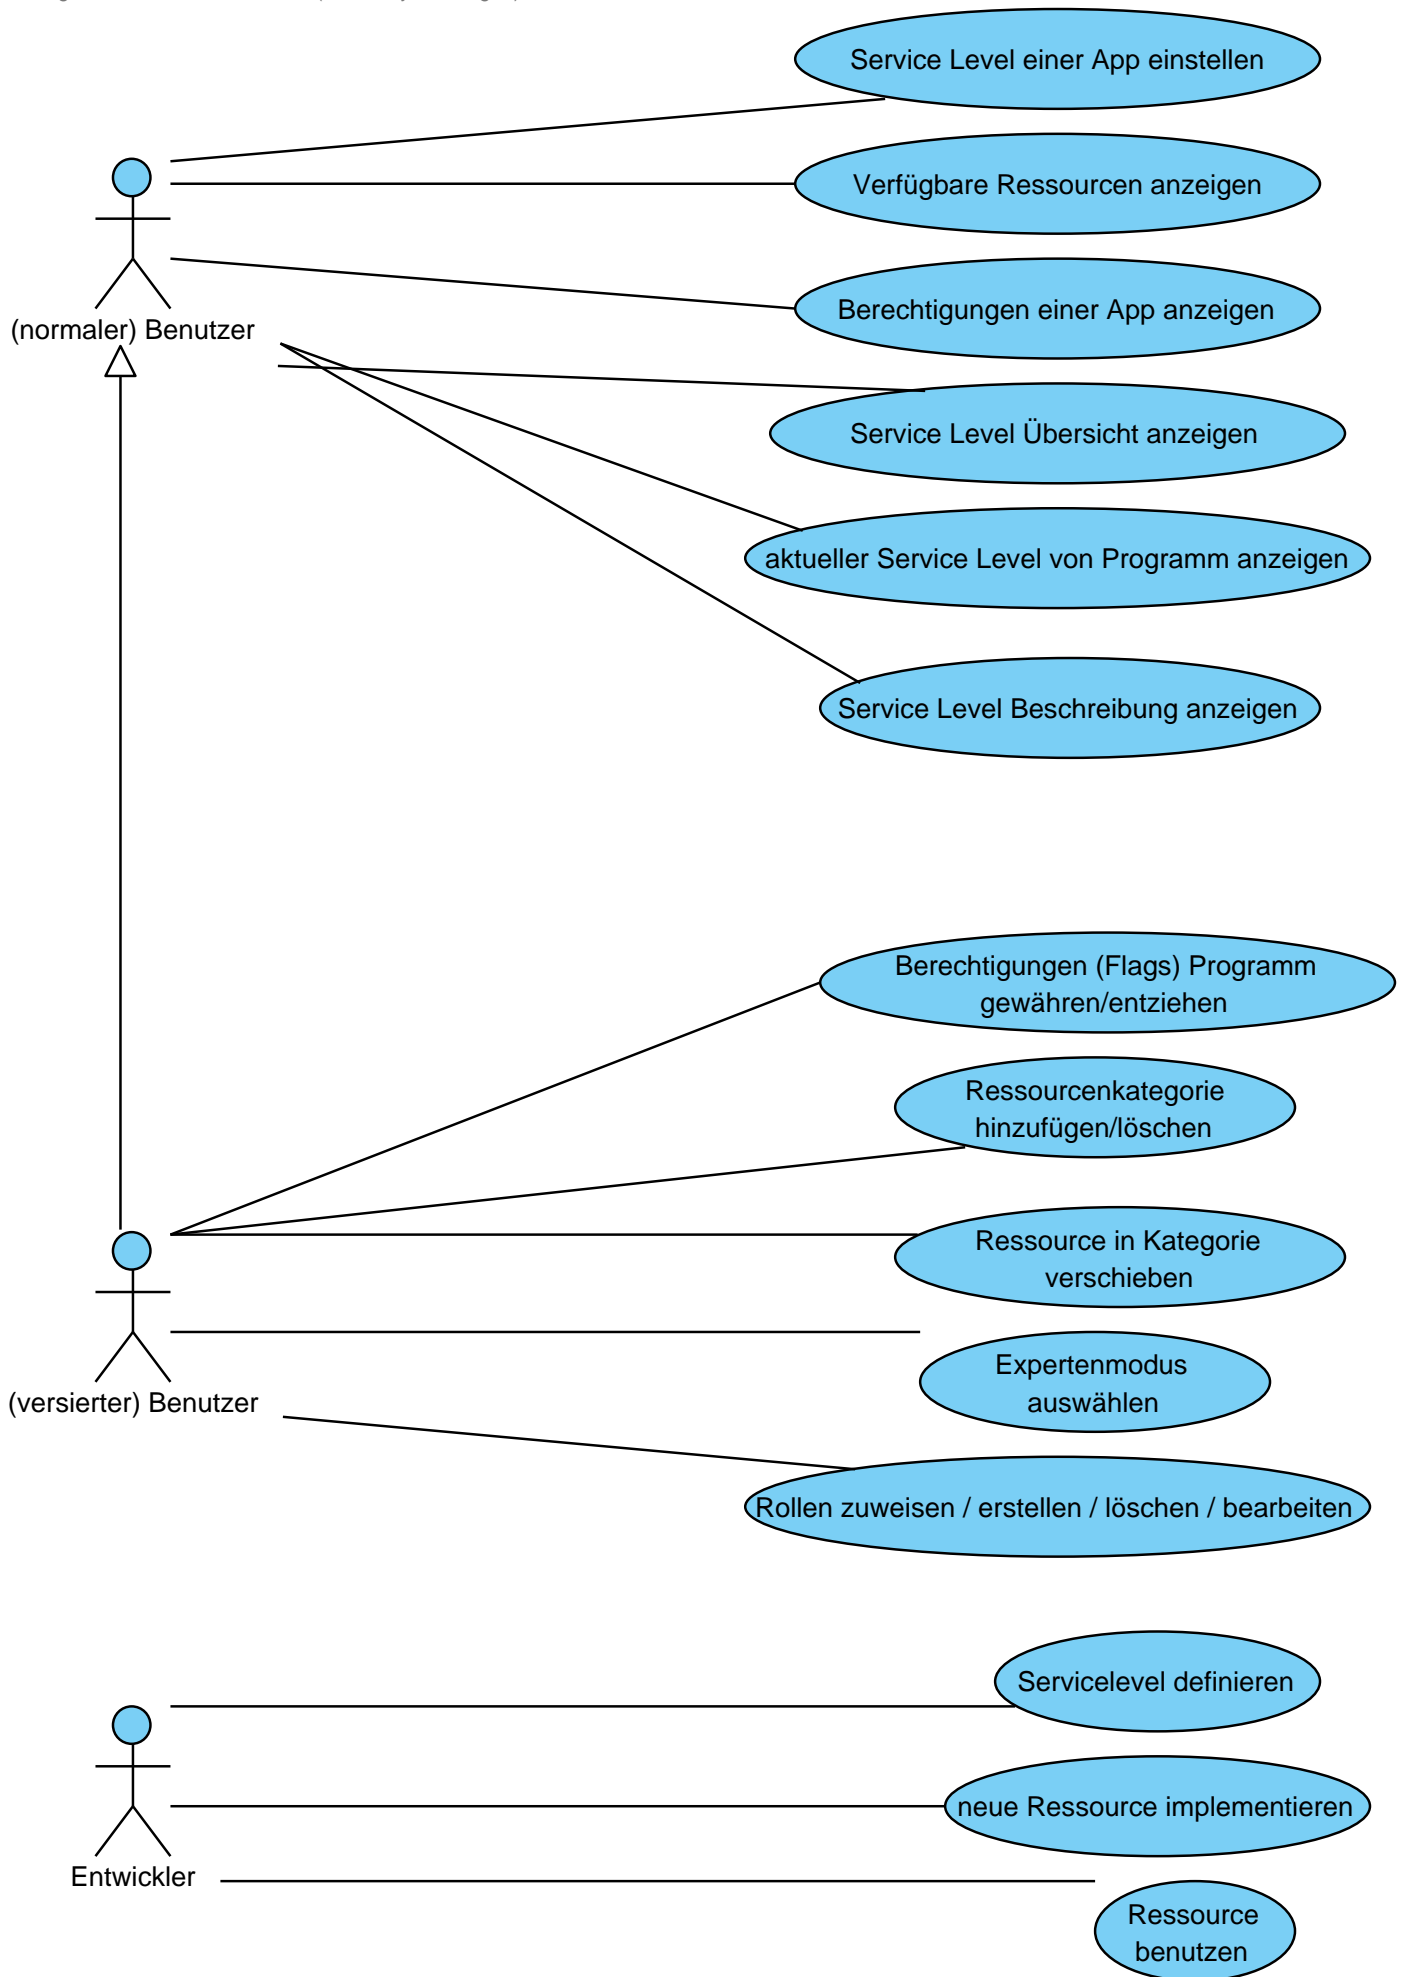 Service Level einer App einstellen
Verfügbare Ressourcen anzeigen
Berechtigungen einer App anzeigen
(normaler) Benutzer
Service Level Übersicht anzeigen
aktueller Service Level von Programm anzeigen
Service Level Beschreibung anzeigen
Berechtigungen (Flags) Programm
gewähren/entziehen
Ressourcenkategorie
hinzufügen/löschen
Ressource in Kategorie
verschieben
Expertenmodus
auswählen
(versierter) Benutzer
Rollen zuweisen / erstellen / löschen / bearbeiten
Servicelevel definieren
neue Ressource implementieren
Entwickler
Ressource
benutzen